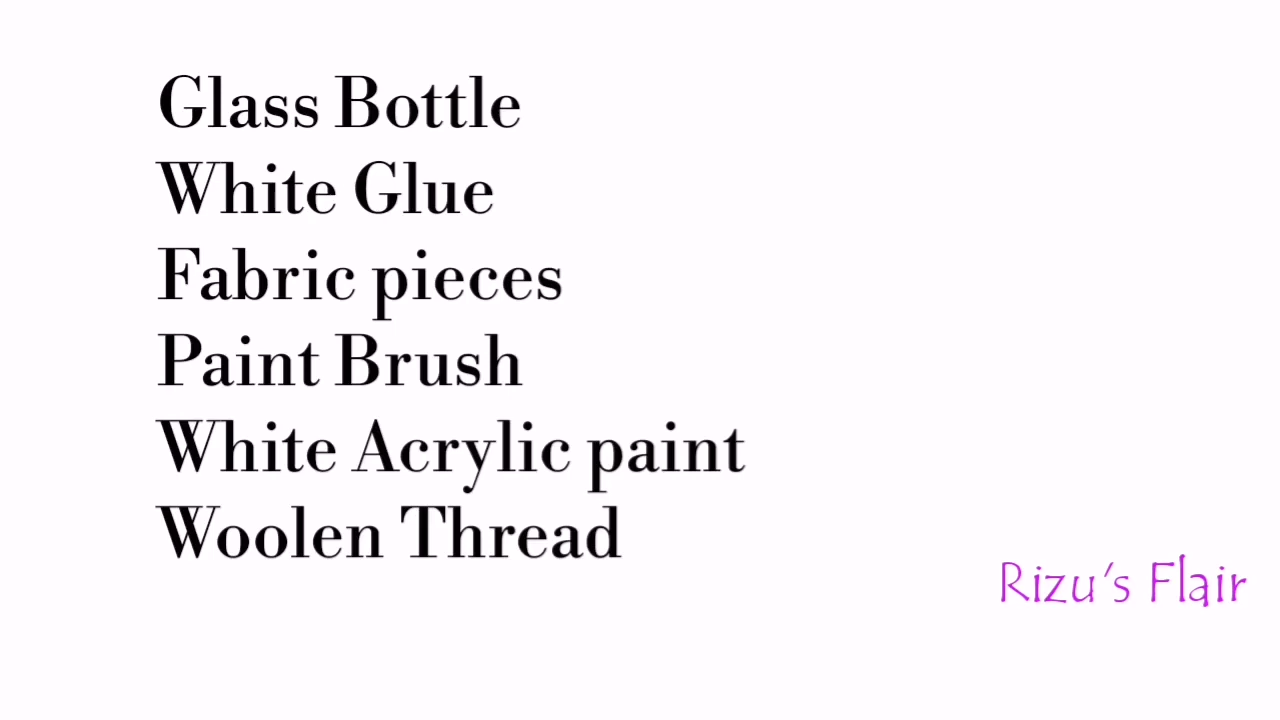 Glass Bottle
White Glue
Fabric pieces
Paint Brush
White Acrylic paint
Woolen Thread
Rizu's Flair